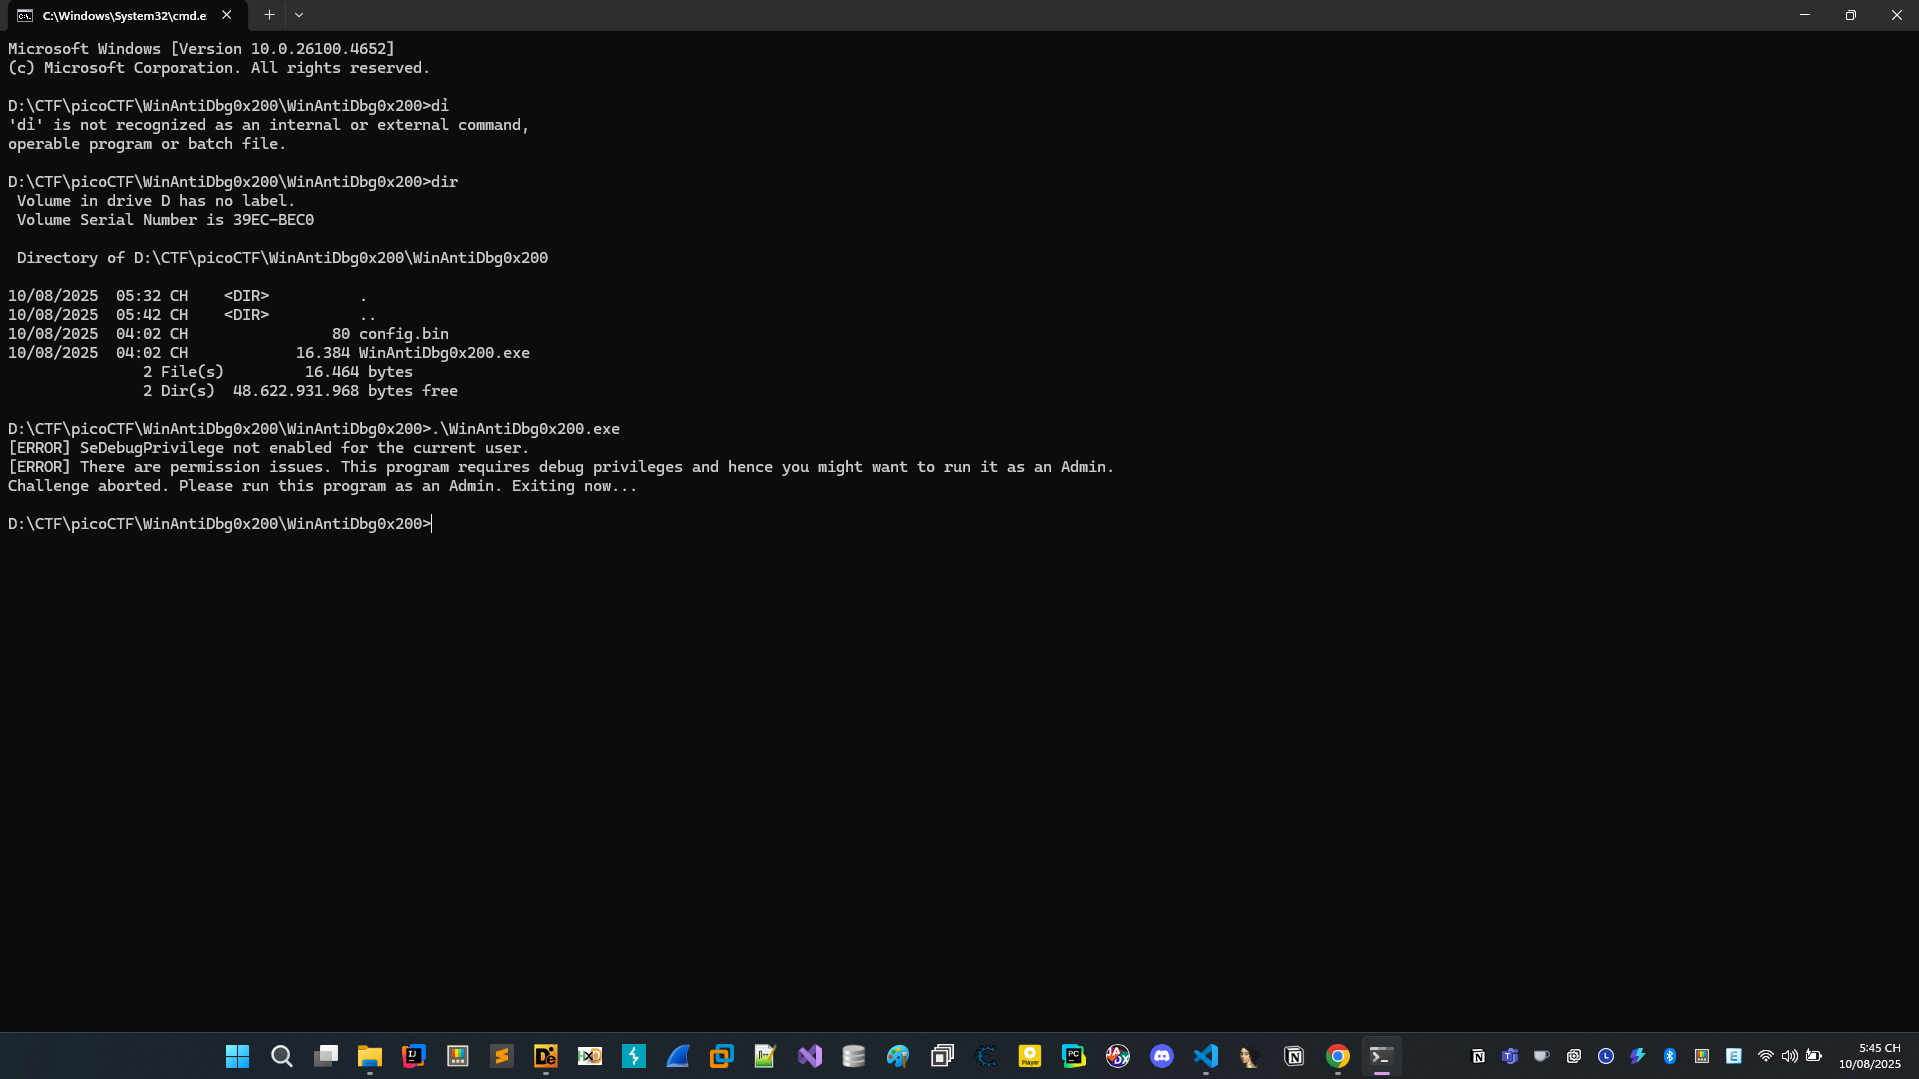 C:\Windows\System32\cmd.e
Microsoft Windows [Version 10.0.26100.4652]
(c) Microsoft Corporation. All rights reserved.
D:\CTF\picoCTF\WinAntiDbg0x200\WinAntiDbg0x200>dỉ
'dỉ' is not recognized as an internal or external command,
operable program or batch file.
D:\CTF\picoCTF\WinAntiDbg0x200\WinAntiDbg0x200>dir
Volume in drive D has no label.
Volume Serial Number is 39EC-BEC0
Directory of D:\CTF\picoCTF\WinAntiDbg0x200\WinAntiDbg0x200
10/08/2025  05:32 CH    <DIR>          .
10/08/2025  05:42 CH    <DIR>          ..
10/08/2025  04:02 CH                80 config.bin
10/08/2025  04:02 CH            16.384 WinAntiDbg0x200.exe
2 File(s)         16.464 bytes
2 Dir(s)  48.622.931.968 bytes free
D:\CTF\picoCTF\WinAntiDbg0x200\WinAntiDbg0x200>.\WinAntiDbg0x200.exe
[ERROR] SeDebugPrivilege not enabled for the current user.
[ERROR] There are permission issues. This program requires debug privileges and hence you might want to run it as an Admin.
Challenge aborted. Please run this program as an Admin. Exiting now...
D:\CTF\picoCTF\WinAntiDbg0x200\WinAntiDbg0x200>
5:45 CH
10/08/2025